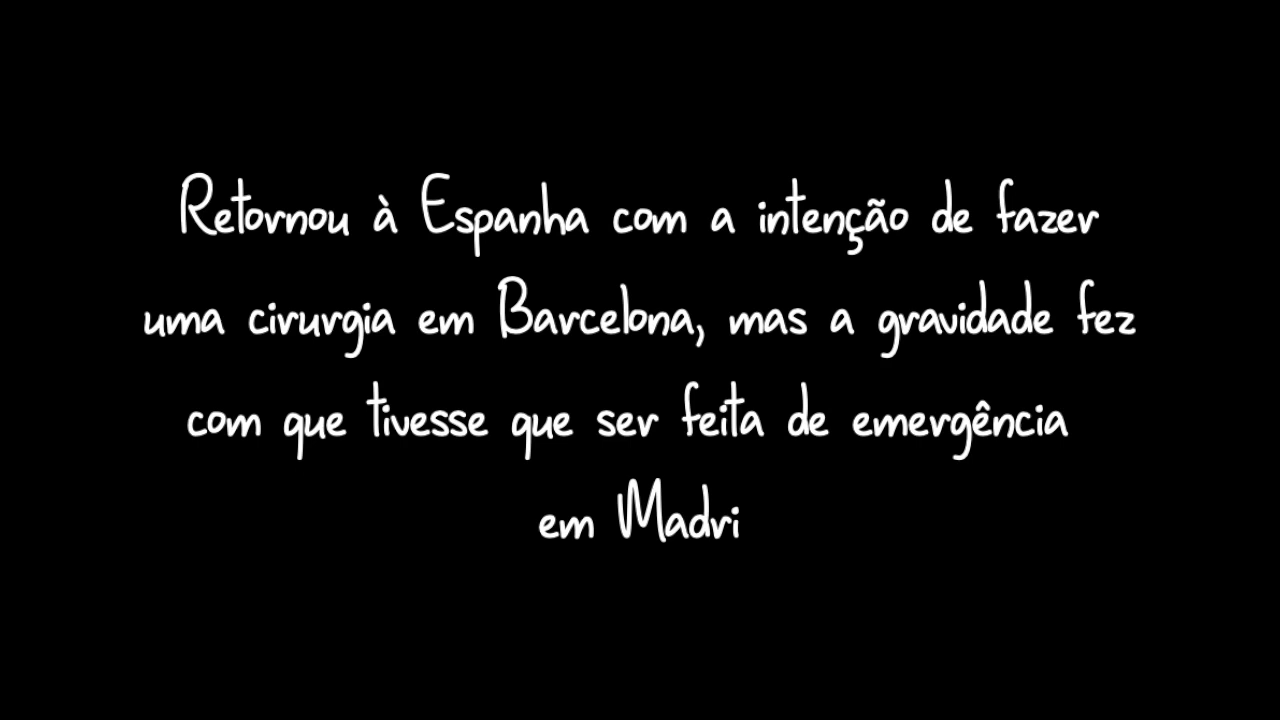 Retornou à Espanha com a intenção de fazer
uma cirurgia em Barcelona, mas a gravidade fez
com que tivesse que ser feita de emergência
em Madri